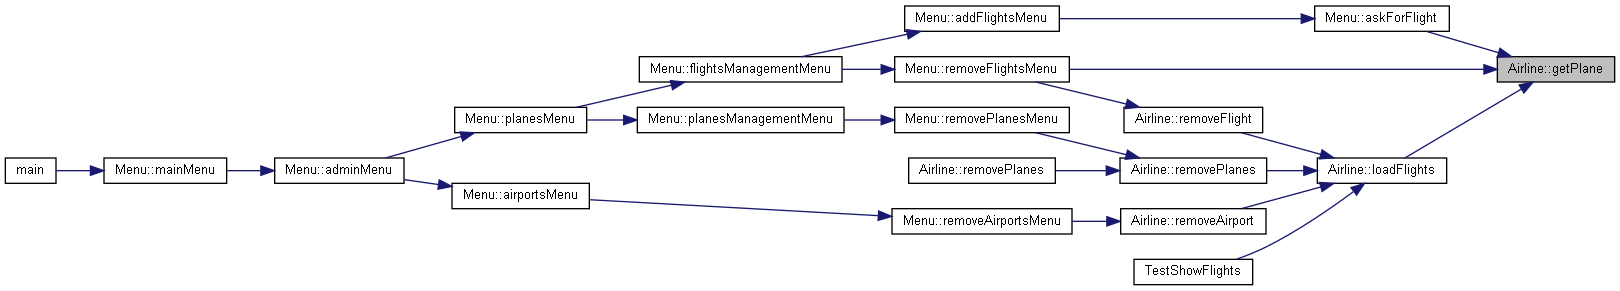 Menu::addFlightsMenu
Menu::askForFlight
Menu::flightsManagementMenu
Menu::removeFlightsMenu
Airline::getPlane
Menu::planesMenu
Menu::planesManagementMenu
Menu::removePlanesMenu
Airline::removeFlight
main
Menu::mainMenu
Menu::adminMenu
Airline::removePlanes
Airline::removePlanes
Airline::loadFlights
Menu::airportsMenu
Menu::removeAirportsMenu
Airline::removeAirport
TestShowFlights